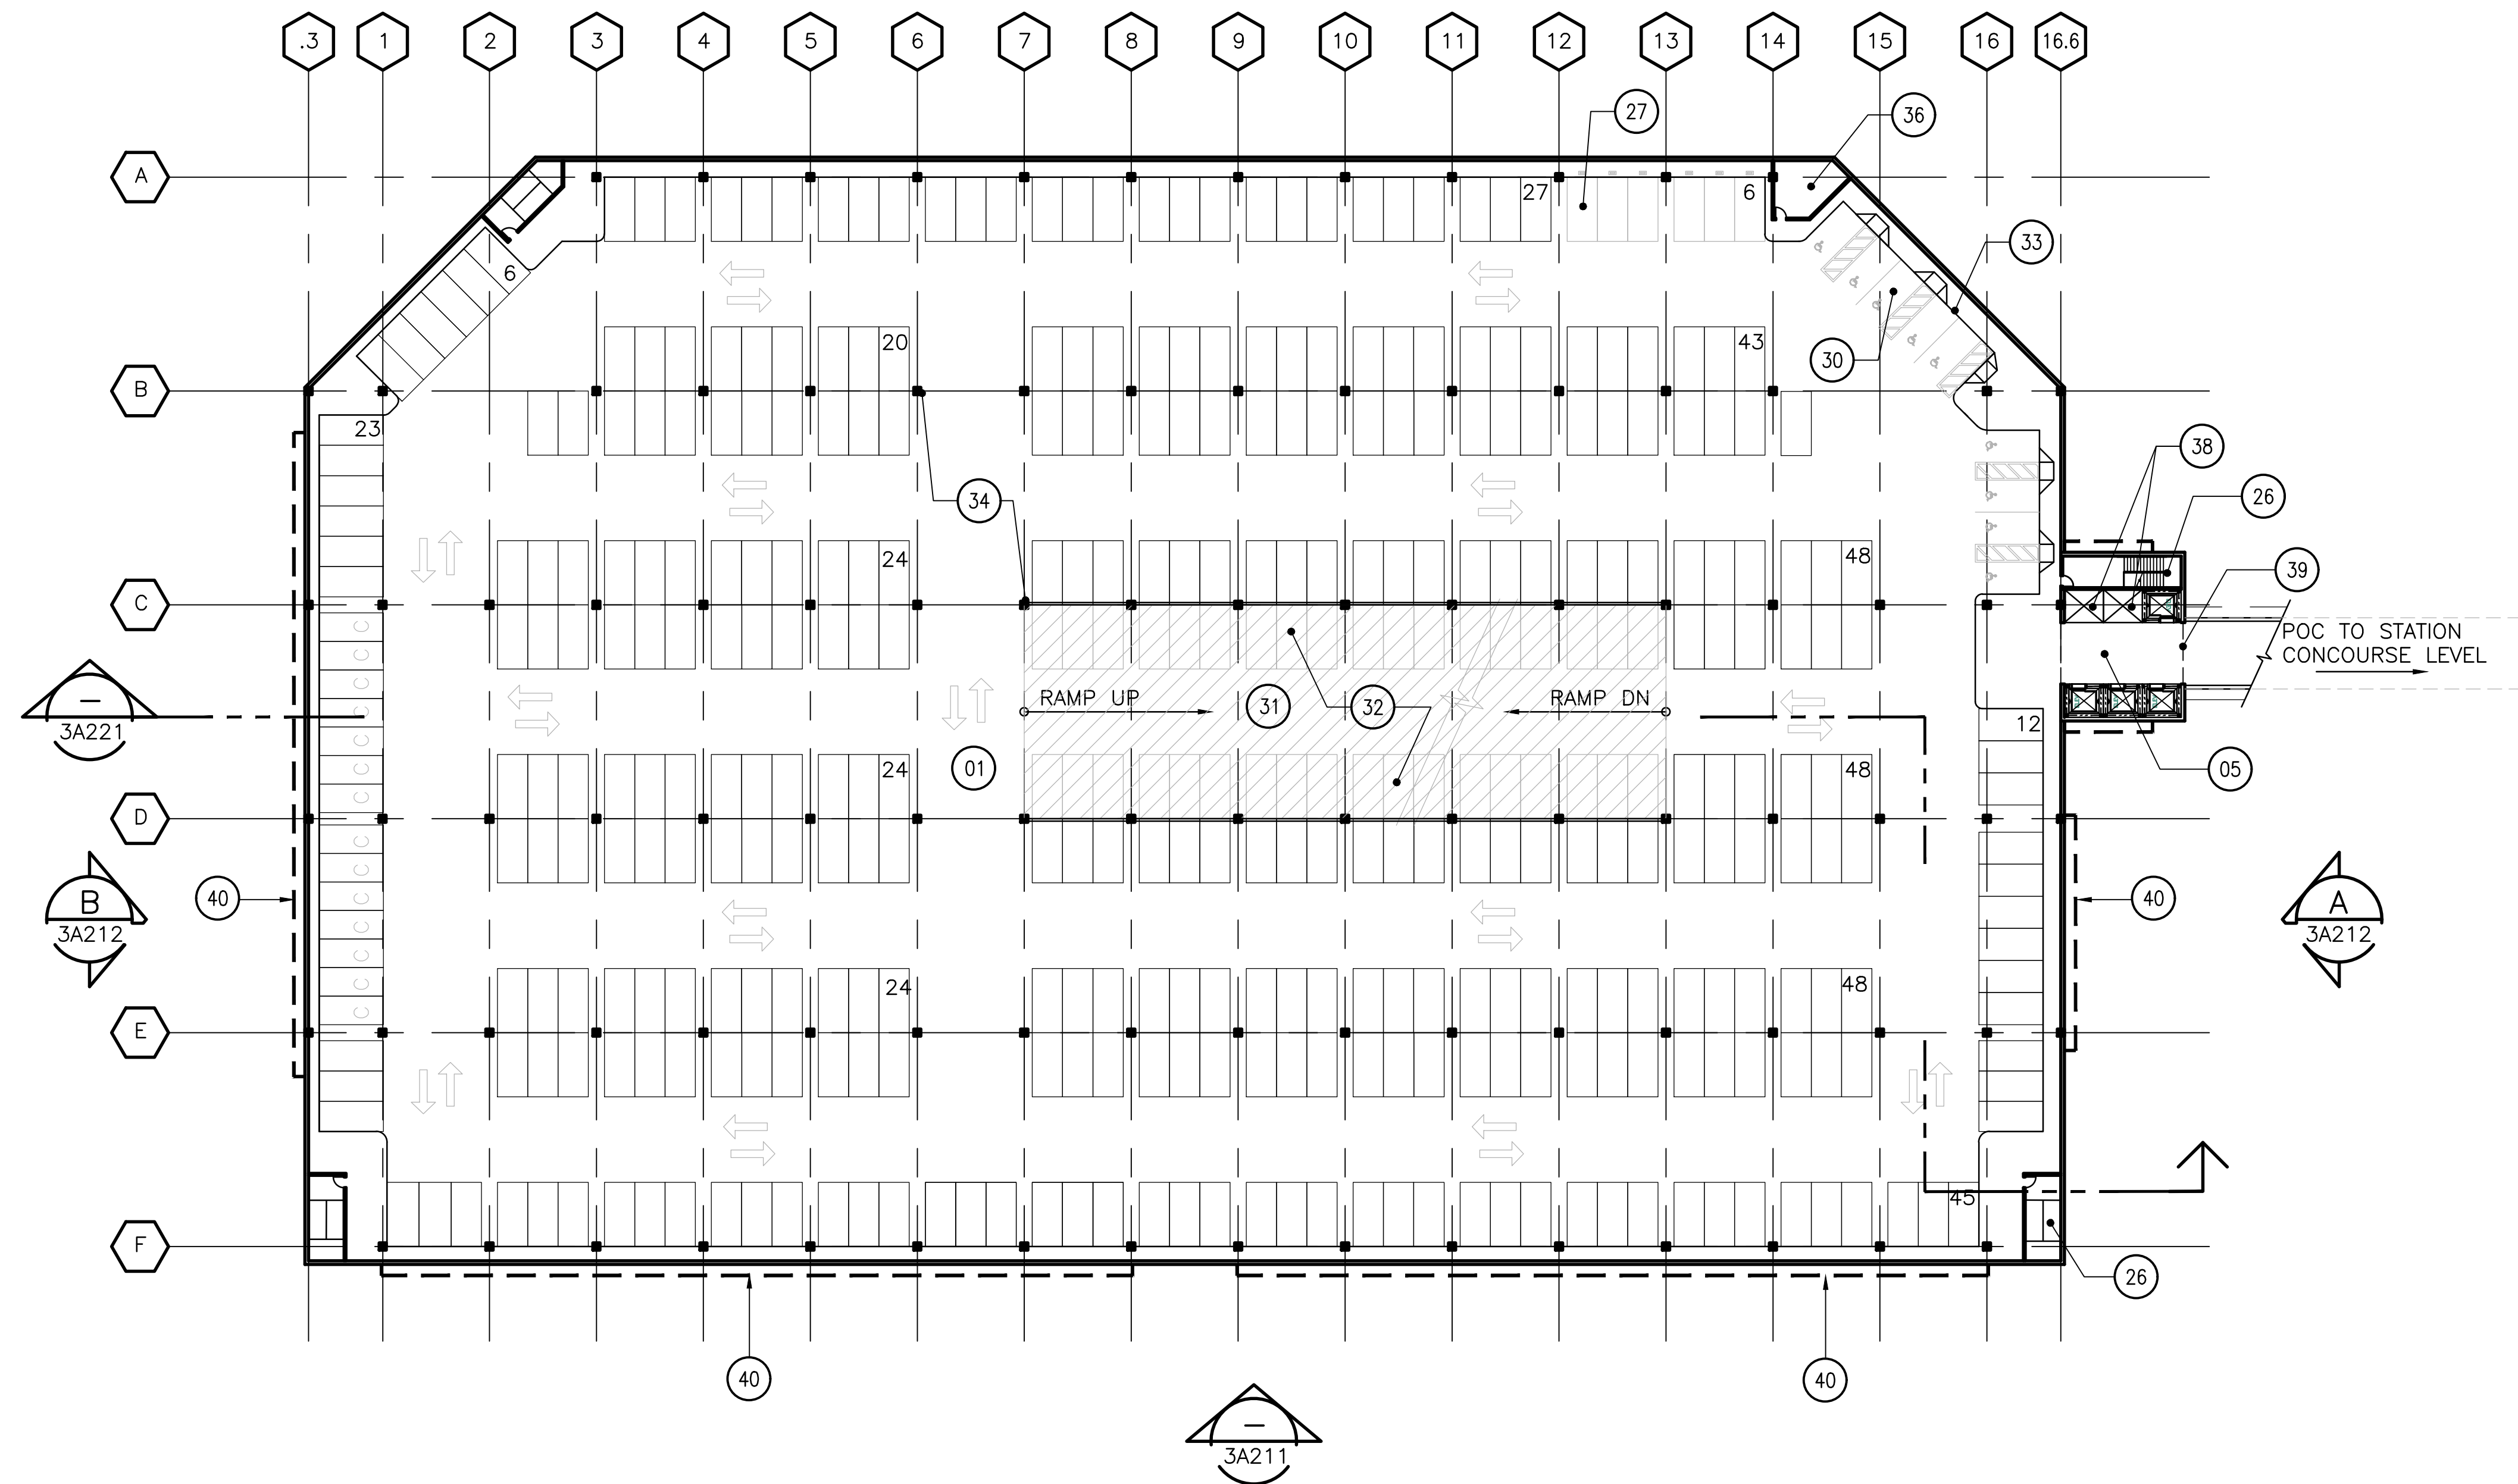 .3 1 2 3 4 5 6 7 8 9 10 11 12 13 14 15 16 16.6
27
36
A
27 6
33
6
20 43
30
B
23
38
26
34
24 48
39
C
C
POC TO STATION
CONCOURSE LEVEL
C
C
C
—
3A221
RAMP UP 31 32 RAMP DN
12
C
C
24 01 48
05
C
D
C
C
B
3A212
40
C
40
A
3A212
C
C
24 48
C
C
E
45
F
26
40
40
—
3A211